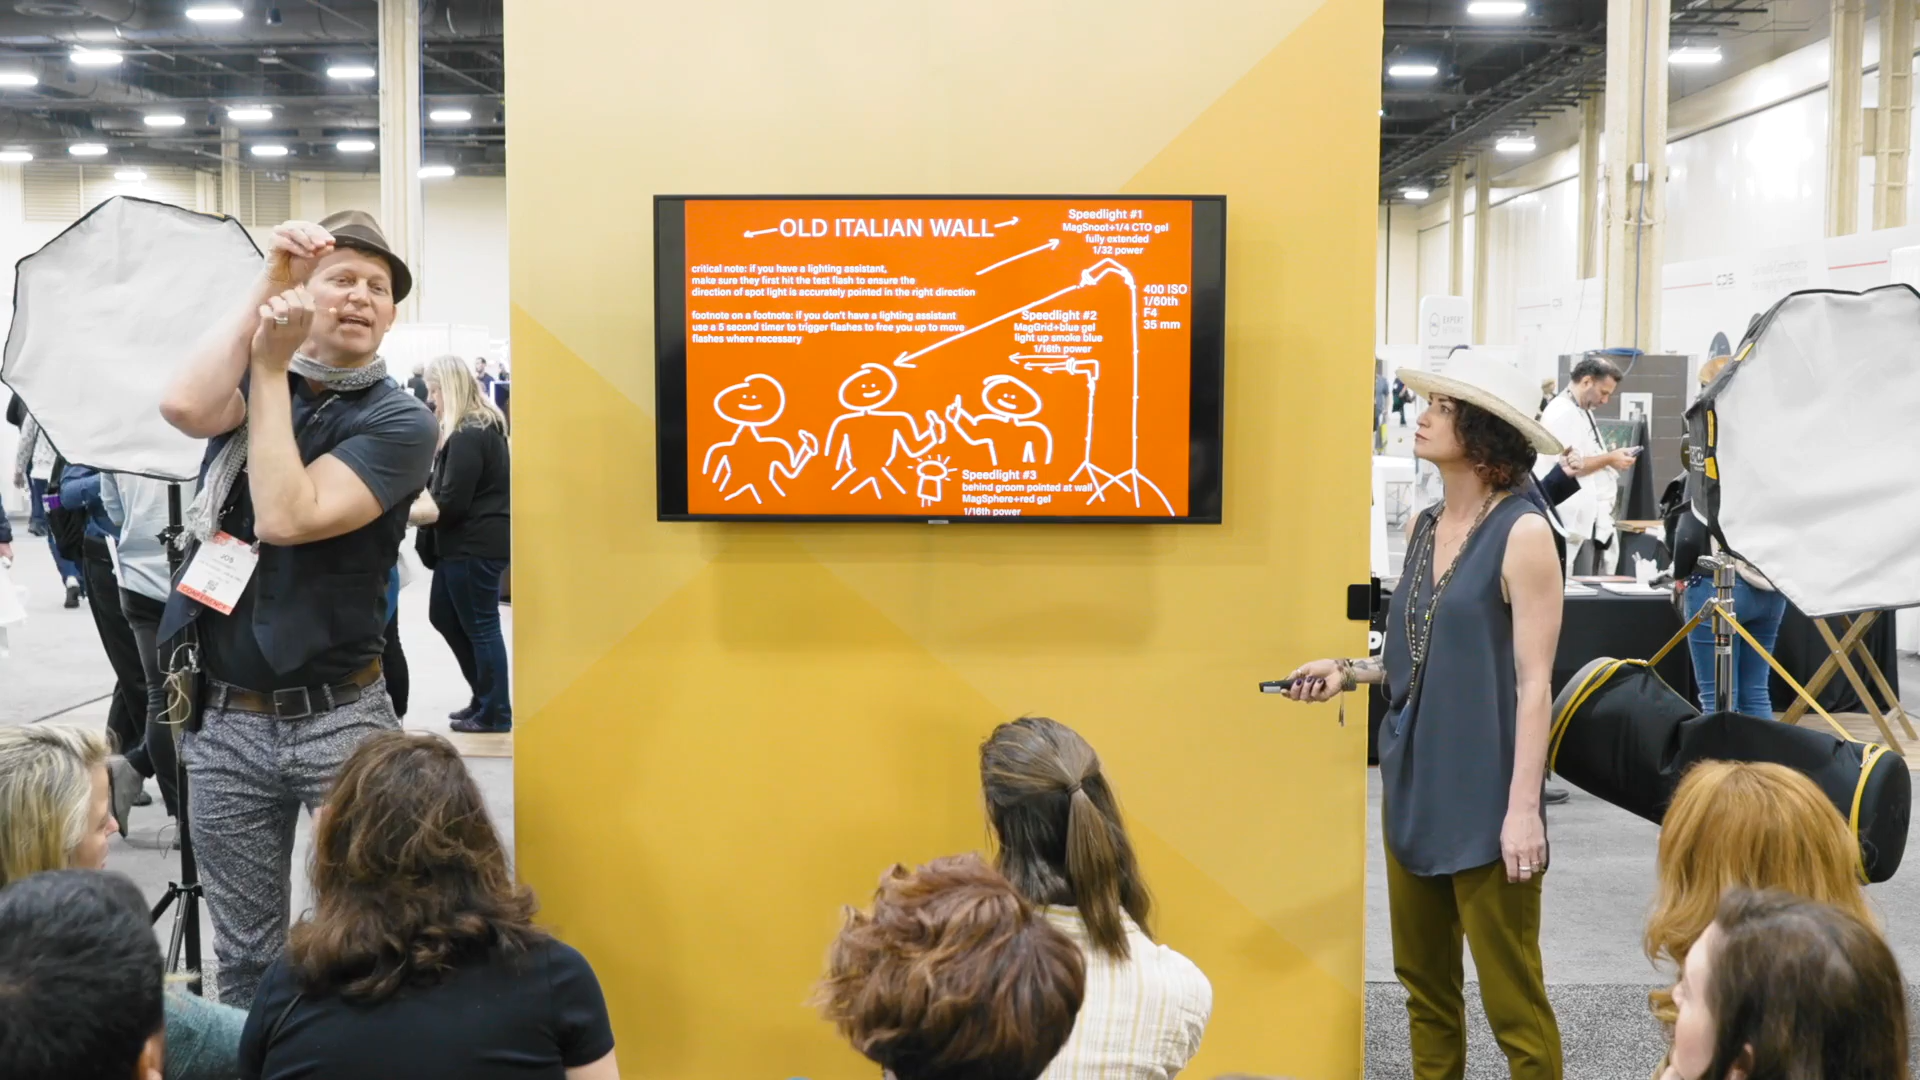 OLD ITALIAN WALL
Speedlight #1
MagSnoot+1/4 CTO gel
fully extended
1/32 power
critical note: if you have a lighting assistant,
make sure they first hit the test flash to ensure the
direction of spot light is accurately pointed in the right direction
400 ISO
1/60th
F4
35 mm
footnote on a footnote: if you don't have a lighting assistant
use a 5 second timer to trigger flashes to free you up to move
flashes where necessary
Speedlight #2
MagGrid+blue gel
light up smoke blue
1/16th power
Speedlight #3
behind groom pointed at wall
MagSphere+red gel
1/16th power
CONFERENCE
EXPERT